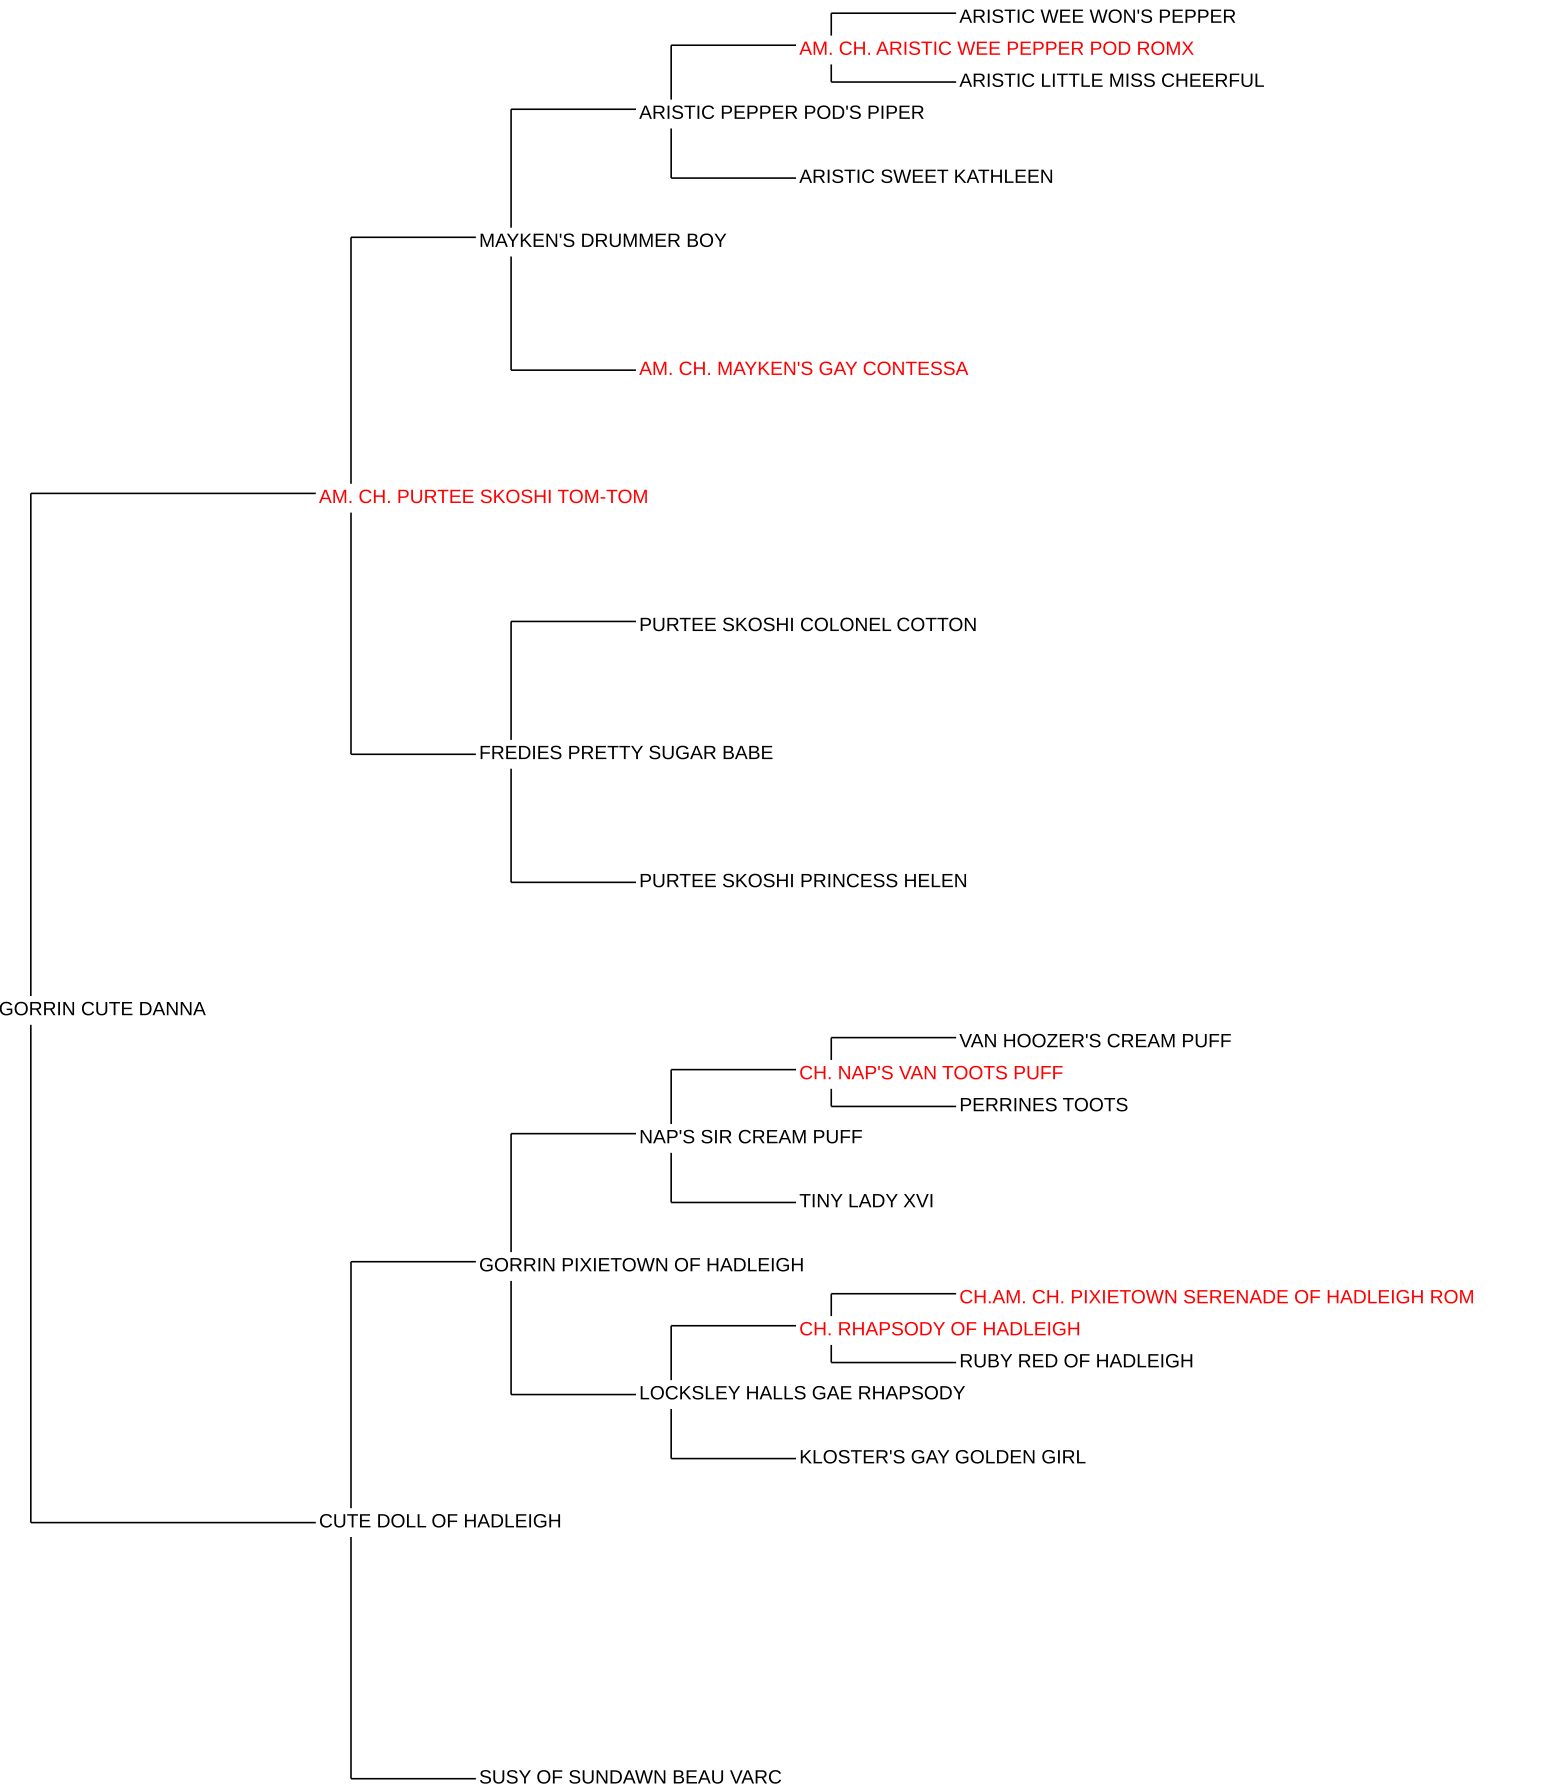 ARISTIC WEE WON'S PEPPER
AM. CH. ARISTIC WEE PEPPER POD ROMX
ARISTIC LITTLE MISS CHEERFUL
ARISTIC PEPPER POD'S PIPER
ARISTIC SWEET KATHLEEN
MAYKEN'S DRUMMER BOY
AM. CH. MAYKEN'S GAY CONTESSA
AM. CH. PURTEE SKOSHI TOM-TOM
PURTEE SKOSHI COLONEL COTTON
FREDIES PRETTY SUGAR BABE
PURTEE SKOSHI PRINCESS HELEN
GORRIN CUTE DANNA
VAN HOOZER'S CREAM PUFF
CH. NAP'S VAN TOOTS PUFF
PERRINES TOOTS
NAP'S SIR CREAM PUFF
TINY LADY XVI
GORRIN PIXIETOWN OF HADLEIGH
CH.AM. CH. PIXIETOWN SERENADE OF HADLEIGH ROM
CH. RHAPSODY OF HADLEIGH
RUBY RED OF HADLEIGH
LOCKSLEY HALLS GAE RHAPSODY
KLOSTER'S GAY GOLDEN GIRL
CUTE DOLL OF HADLEIGH
SUSY OF SUNDAWN BEAU VARC